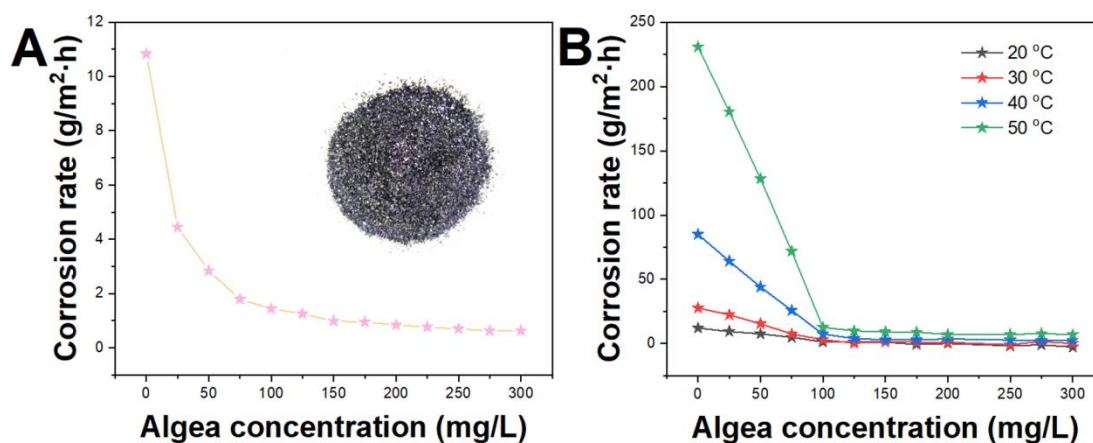 A
Corrosion rate (g/m²·h)
12
10
8
6
4
2
0
0 50 100 150 200 250 300
Algea concentration (mg/L)
B
Corrosion rate (g/m²·h)
250
200
150
100
50
0
0 50 100 150 200 250 300
Algea concentration (mg/L)
20 °C
30 °C
40 °C
50 °C